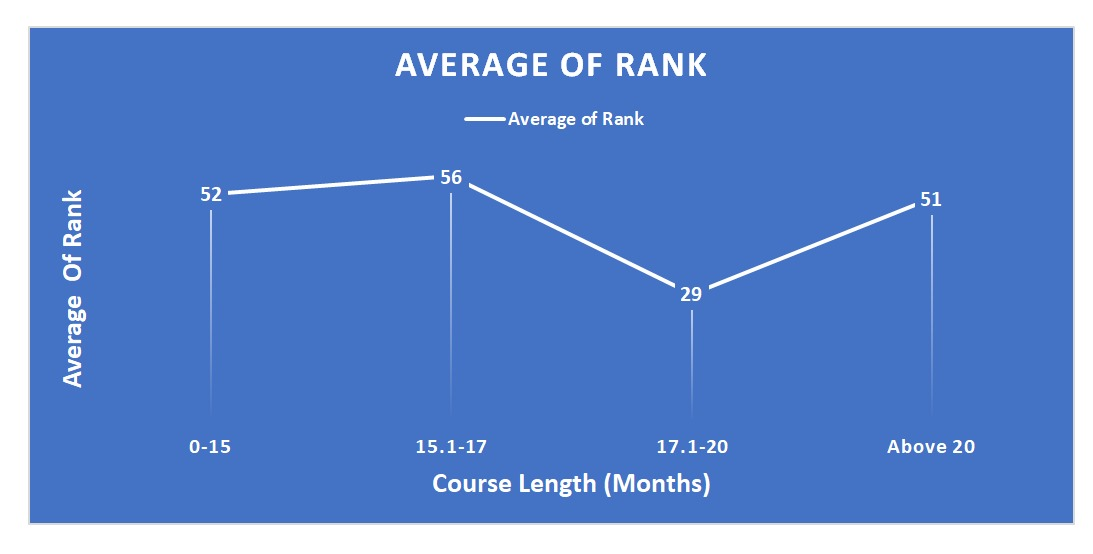 AVERAGE OF RANK
Average of Rank
Average Of Rank
52
56
29
51
0-15
15.1-17
17.1-20
Above 20
Course Length (Months)